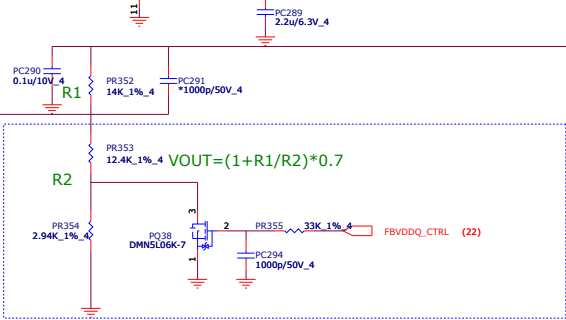 11
PC289
2.2u/6.3V_4
PC290
0.1u/10V_4
R1
PR352
14K_1%_4
PC291
*1000p/50V_4
PR353
12.4K_1%_4
VOUT=(1+R1/R2)*0.7
R2
3
PR354
2.94K_1%_4
PQ38
DMN5L06K-7
2
PR355
33K_1%_4
FBVDDQ_CTRL
(22)
1
PC294
1000p/50V_4